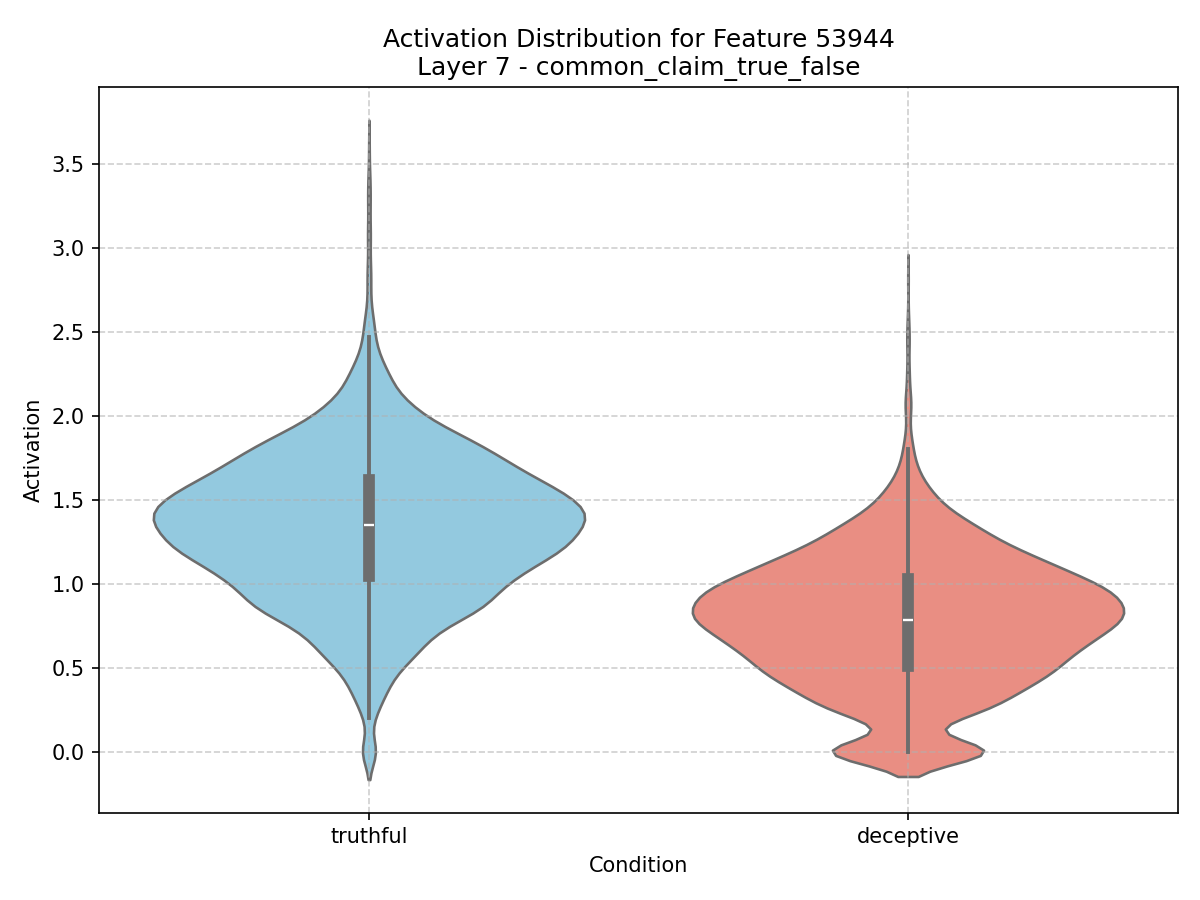 Activation Distribution for Feature 53944
Layer 7 - common_claim_true_false
3.5
3.0
2.5
2.0
1.5
1.0
0.5
0.0
Activation
truthful
deceptive
Condition